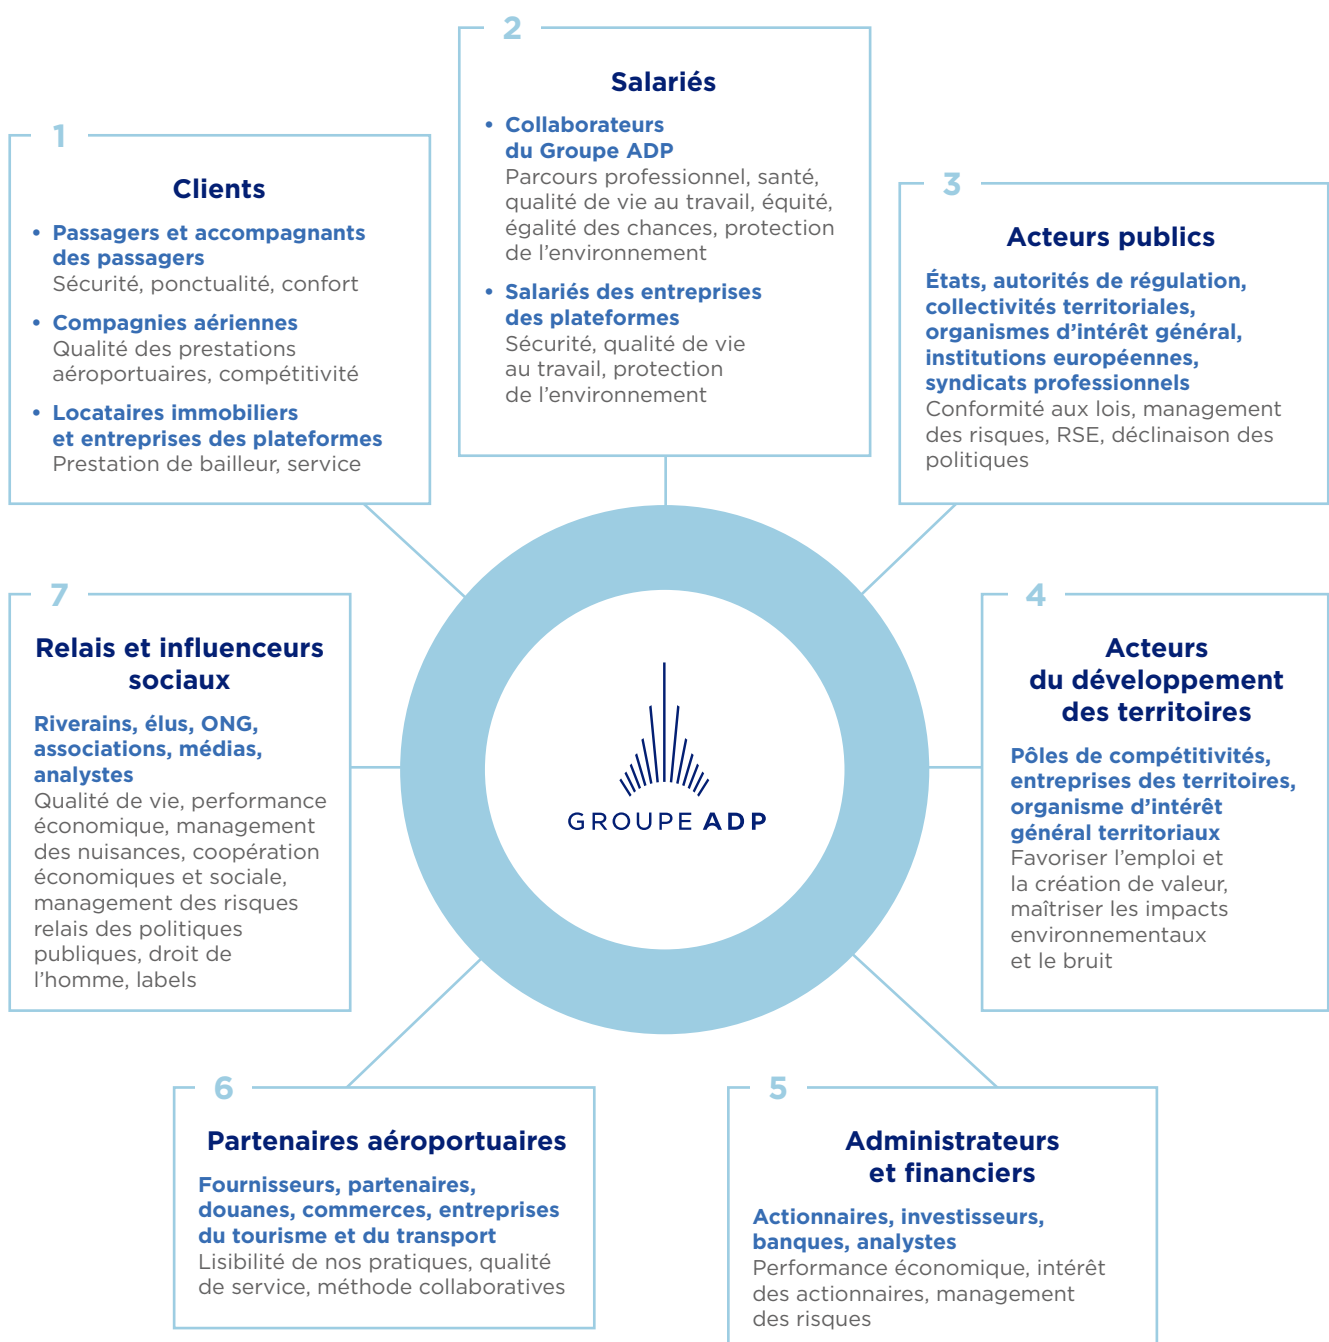 1
Clients
• Passagers et accompagnants
des passagers
Sécurité, ponctualité, confort
• Compagnies aériennes
Qualité des prestations
aéroportuaires, compétitivité
• Locataires immobiliers
et entreprises des plateformes
Prestation de bailleur, service
2
Salariés
• Collaborateurs
du Groupe ADP
Parcours professionnel, santé,
qualité de vie au travail, équité,
égalité des chances, protection
de l’environnement
• Salariés des entreprises
des plateformes
Sécurité, qualité de vie
au travail, protection
de l’environnement
3
Acteurs publics
États, autorités de régulation,
collectivités territoriales,
organismes d’intérêt général,
institutions européennes,
syndicats professionnels
Conformité aux lois, management
des risques, RSE, déclinaison des
politiques
4
Acteurs
du développement
des territoires
Pôles de compétitivités,
entreprises des territoires,
organisme d’intérêt
général territoriaux
Favoriser l’emploi et
la création de valeur,
maîtriser les impacts
environnementaux
et le bruit
5
Administrateurs
et financiers
Actionnaires, investisseurs,
banques, analystes
Performance économique, intérêt
des actionnaires, management
des risques
6
Partenaires aéroportuaires
Fournisseurs, partenaires,
douanes, commerces, entreprises
du tourisme et du transport
Lisibilité de nos pratiques, qualité
de service, méthode collaboratives
7
Relais et influenceurs
sociaux
Riverains, élus, ONG,
associations, médias,
analystes
Qualité de vie, performance
économique, management
des nuisances, coopération
économiques et sociale,
management des risques
relais des politiques
publiques, droit de
l’homme, labels
GROUPE ADP